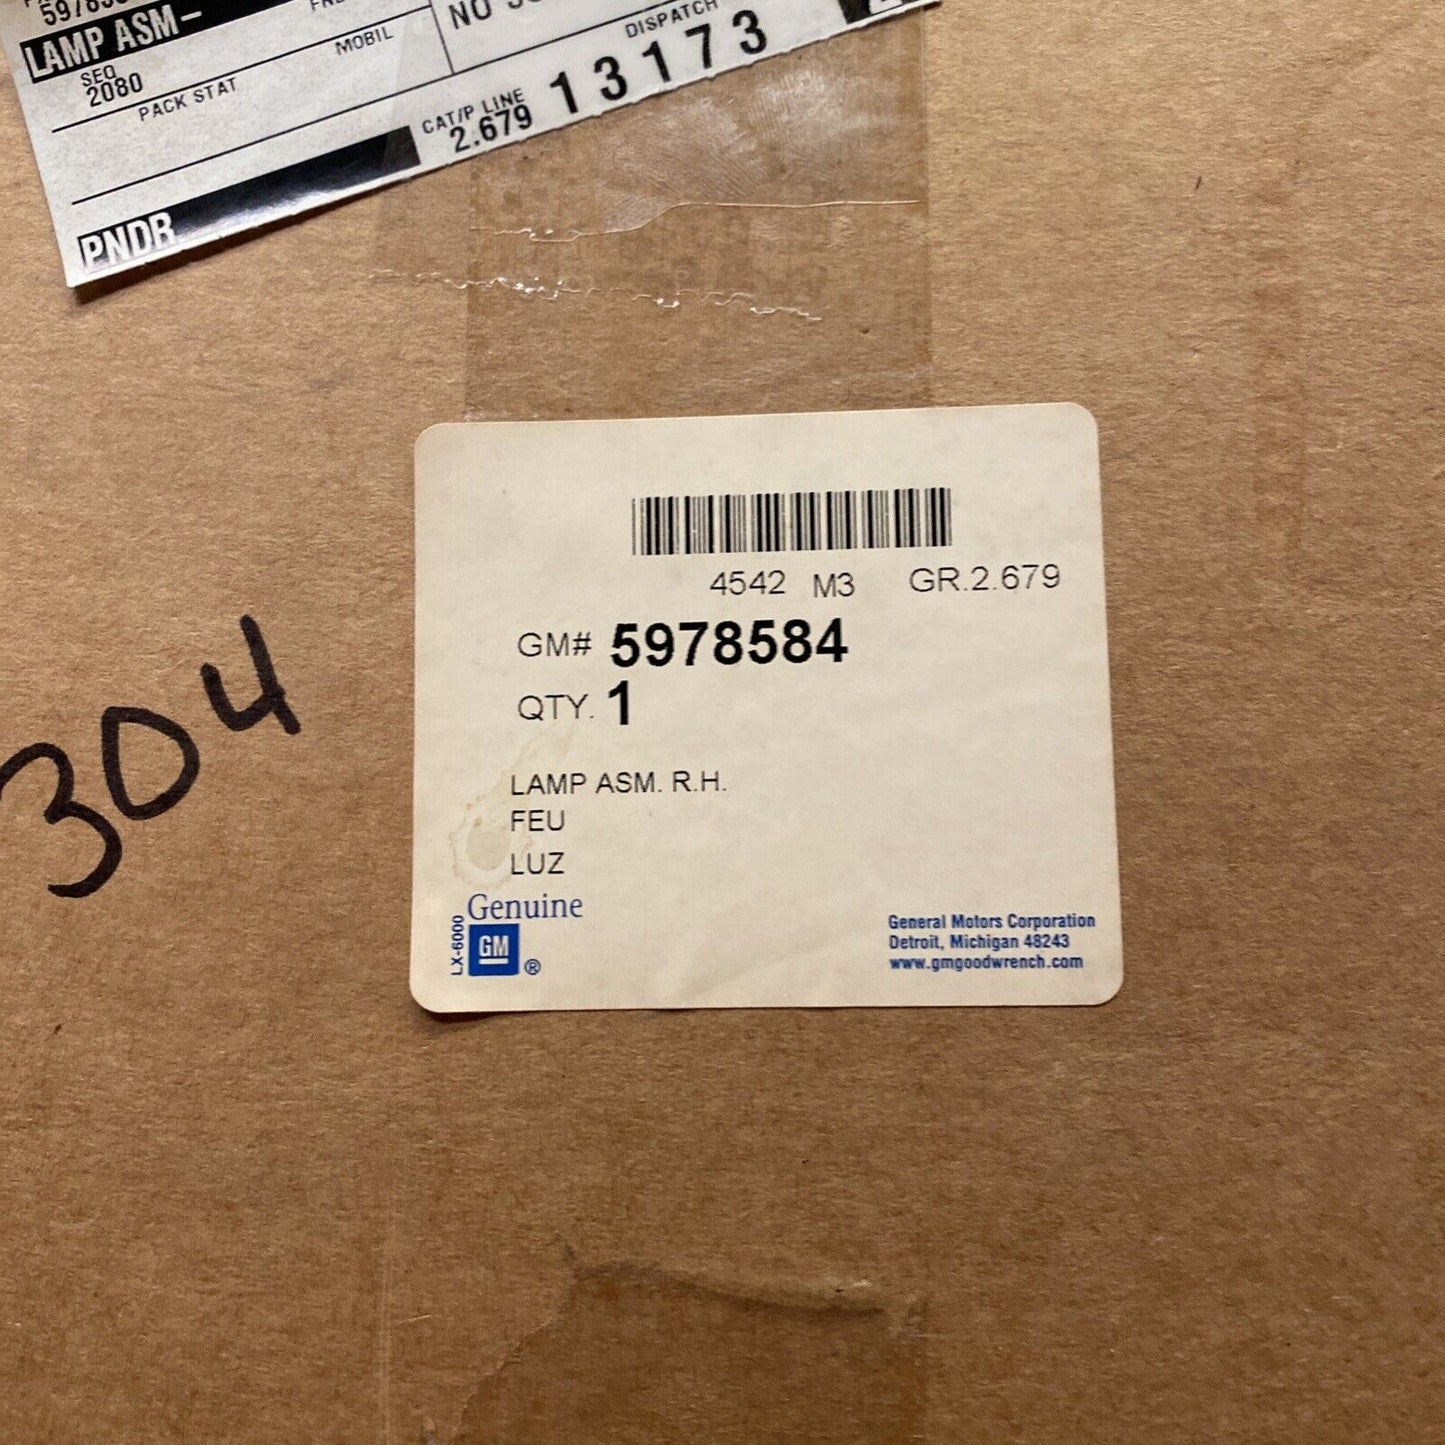 LAMP ASM-
SEQ
2080
MOBIL
PACK STAT
NO
DISPATCH
CAT/P LINE
2.679
13173
PNDR
304
4542 M3 GR.2.679
GM# 5978584
QTY. 1
LAMP ASM. R.H.
FEU
LUZ
Genuine
GM
®
LX-6000
General Motors Corporation
Detroit, Michigan 48243
www.gmgoodwrench.com